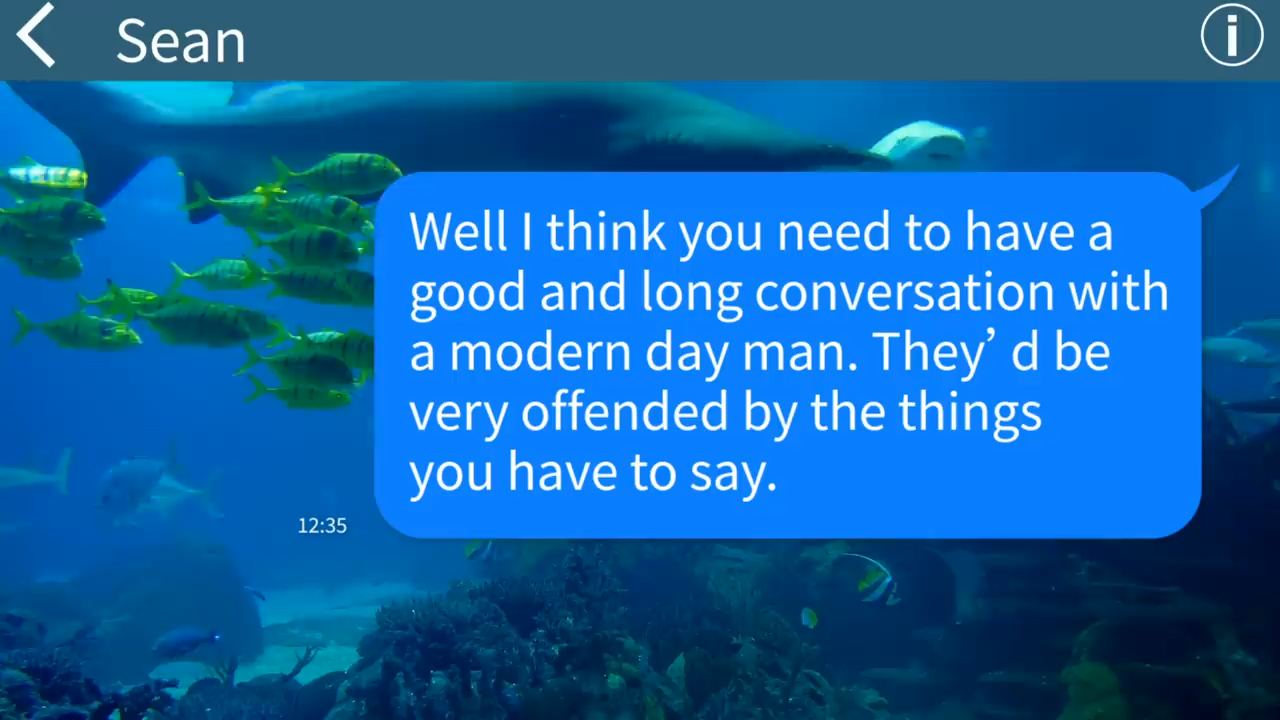 Sean
Well I think you need to have a
good and long conversation with
a modern day man. They’ d be
very offended by the things
you have to say.
12:35